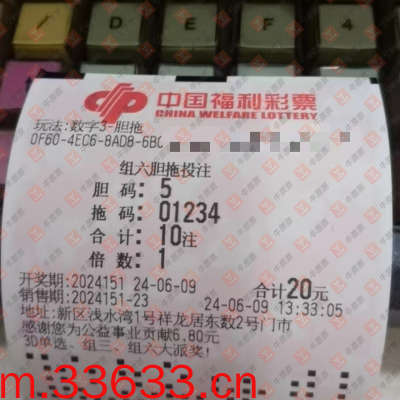 / D E F 4
中国福利彩票
CHINA WELFARE LOTTERY
玩法:数字3-胆拖
0F60-4EC6-8AD8-6B
组六胆拖投注
胆 码: 5
拖 码: 01234
合 计: 10注
倍 数: 1
开奖期: 2024151 24-06-09 合计20元
销售期: 2024151-23 24-06-09 13:33:05
地址:新区浅水湾1号祥龙居东数2号门市
感谢您为公益事业贡献6.80元
3D单选、组三、组六大派奖!
m.33633.cn